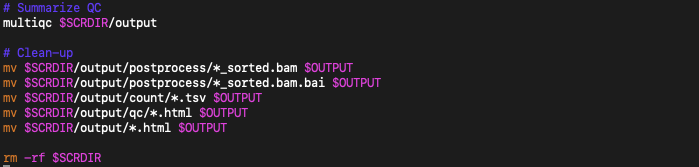 # Summarize QC
multiqc $SCRDIR/output
# Clean-up
mv $SCRDIR/output/postprocess/*_sorted.bam $OUTPUT
mv $SCRDIR/output/postprocess/*_sorted.bam.bai $OUTPUT
mv $SCRDIR/output/count/*.tsv $OUTPUT
mv $SCRDIR/output/qc/*.html $OUTPUT
mv $SCRDIR/output/*.html $OUTPUT
rm -rf $SCRDIR